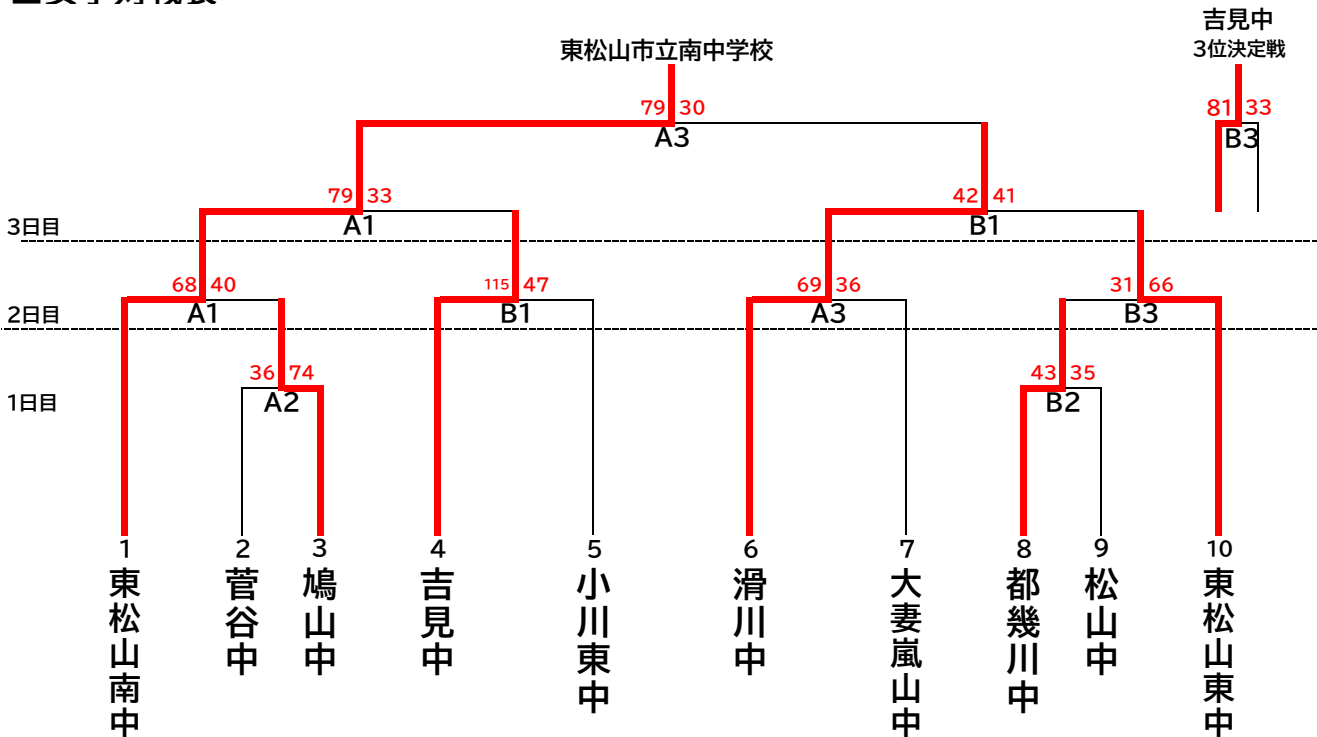 吉見中
東松山市立南中学校
3位決定戦
79 30
81 33
A3
B3
79 33
42 41
A1
B1
3日目
68 40
115 47
69 36
31 66
A1
B1
A3
B3
2日目
36 74
43 35
A2
B2
1日目
1 2 3 4 5 6 7 8 9 10
東松山南中
菅谷中
鳩山中
吉見中
小川東中
滑川中
大妻嵐山中
都幾川中
松山中
東松山東中